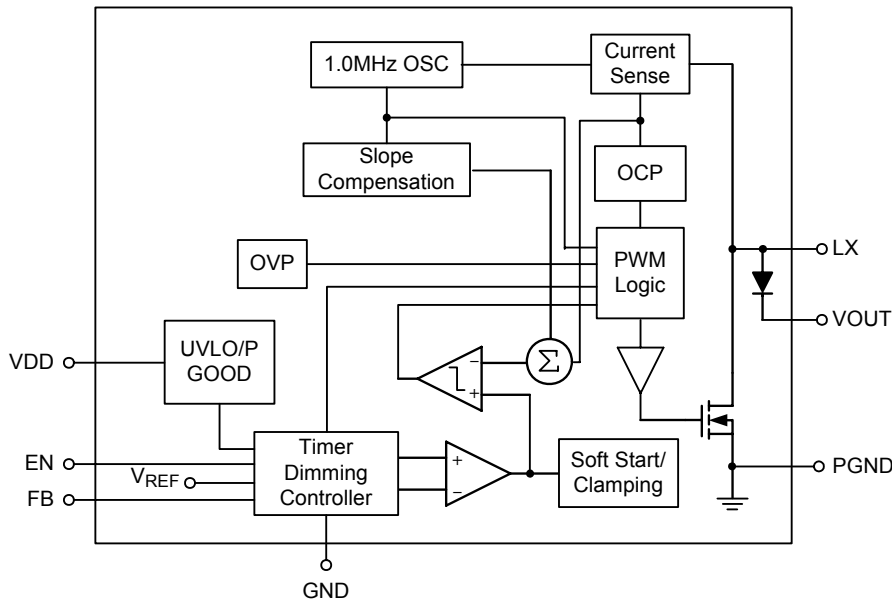 1.0MHz OSC
Current
Sense
Slope
Compensation
OCP
OVP
PWM
Logic
LX
VOUT
VDD
UVLO/P
GOOD
−
+
Σ
EN
VREF
FB
Timer
Dimming
Controller
+
−
Soft Start/
Clamping
PGND
GND